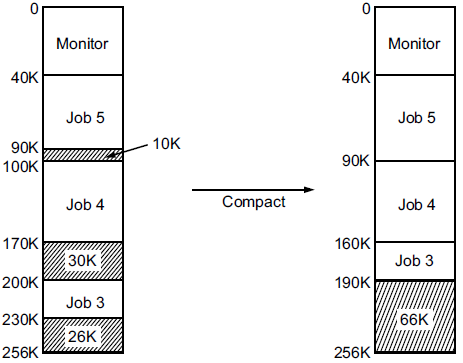 0
Monitor
40K
Job 5
90K
10K
100K
Job 4
170K
30K
200K
Job 3
230K
26K
256K
Compact
0
Monitor
40K
Job 5
90K
Job 4
160K
Job 3
190K
66K
256K